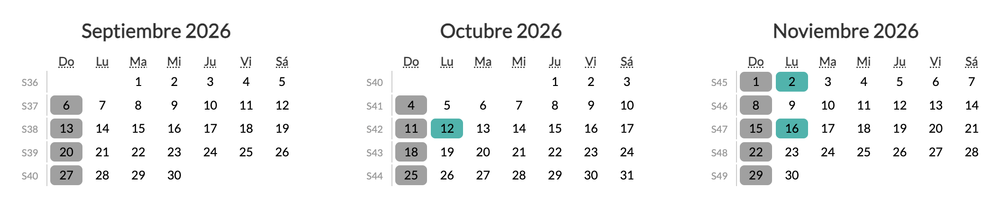 Septiembre 2026
Do Lu Ma Mi Ju Vi Sá
S36 1 2 3 4 5
S37 6 7 8 9 10 11 12
S38 13 14 15 16 17 18 19
S39 20 21 22 23 24 25 26
S40 27 28 29 30
Octubre 2026
Do Lu Ma Mi Ju Vi Sá
S40 1 2 3
S41 4 5 6 7 8 9 10
S42 11 12 13 14 15 16 17
S43 18 19 20 21 22 23 24
S44 25 26 27 28 29 30 31
Noviembre 2026
Do Lu Ma Mi Ju Vi Sá
S45 1 2 3 4 5 6 7
S46 8 9 10 11 12 13 14
S47 15 16 17 18 19 20 21
S48 22 23 24 25 26 27 28
S49 29 30